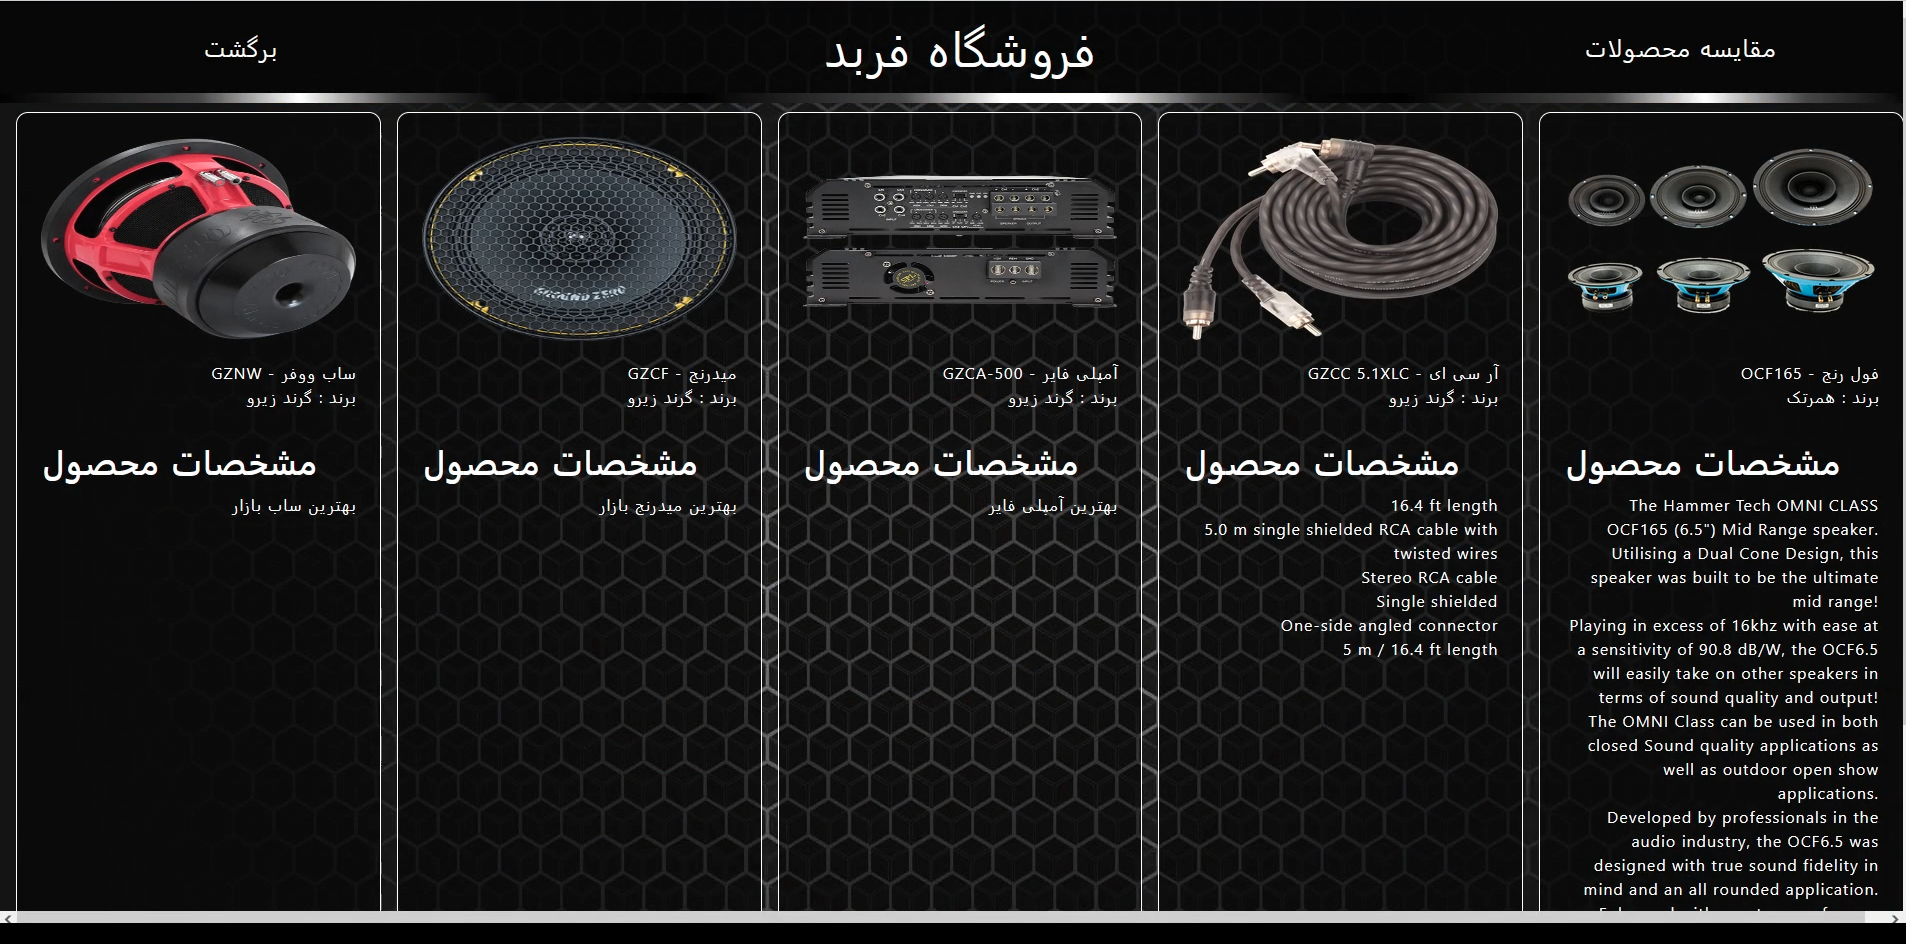 مقایسه محصولات
فروشگاه فربد
برگشت
فول رنج - OCF165
برند : همرتک
مشخصات محصول
The Hammer Tech OMNI CLASS
OCF165 (6.5") Mid Range speaker.
Utilising a Dual Cone Design, this
speaker was built to be the ultimate
mid range!
Playing in excess of 16khz with ease at
a sensitivity of 90.8 dB/W, the OCF6.5
will easily take on other speakers in
terms of sound quality and output!
The OMNI Class can be used in both
closed Sound quality applications as
well as outdoor open show
applications.
Developed by professionals in the
audio industry, the OCF6.5 was
designed with true sound fidelity in
mind and an all rounded application.
آر سی ای - GZCC 5.1XLC
برند : گرند زیرو
مشخصات محصول
16.4 ft length
5.0 m single shielded RCA cable with
twisted wires
Stereo RCA cable
Single shielded
One-side angled connector
5 m / 16.4 ft length
آمپلی فایر - GZCA-500
برند : گرند زیرو
مشخصات محصول
بهترین آمپلی فایر
GROUND ZERO
میدرنج - GZCF
برند : گرند زیرو
مشخصات محصول
بهترین میدرنج بازار
ساب ووفر - GZNW
برند : گرند زیرو
مشخصات محصول
بهترین ساب بازار